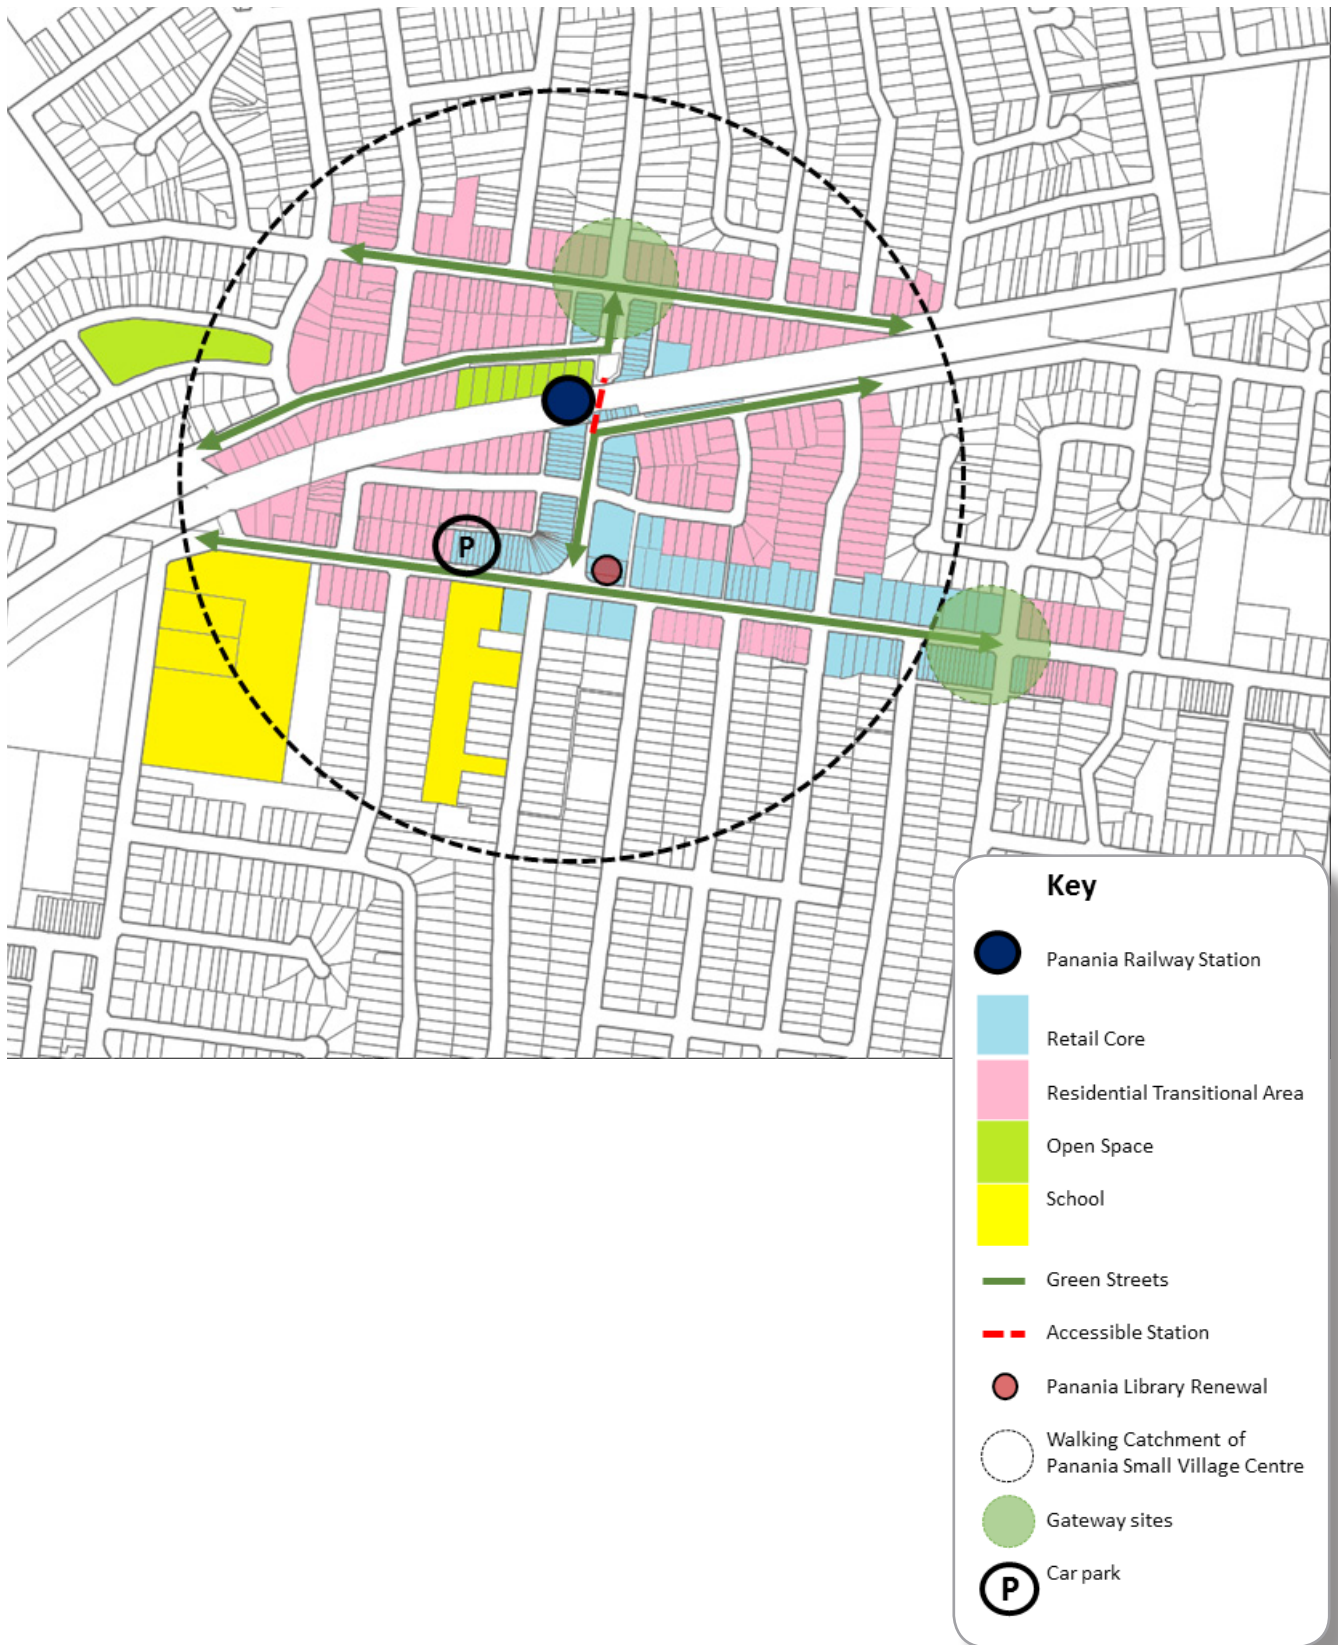 P
Key
Panania Railway Station
Retail Core
Residential Transitional Area
Open Space
School
Green Streets
Accessible Station
Panania Library Renewal
Walking Catchment of
Panania Small Village Centre
Gateway sites
Car park
P